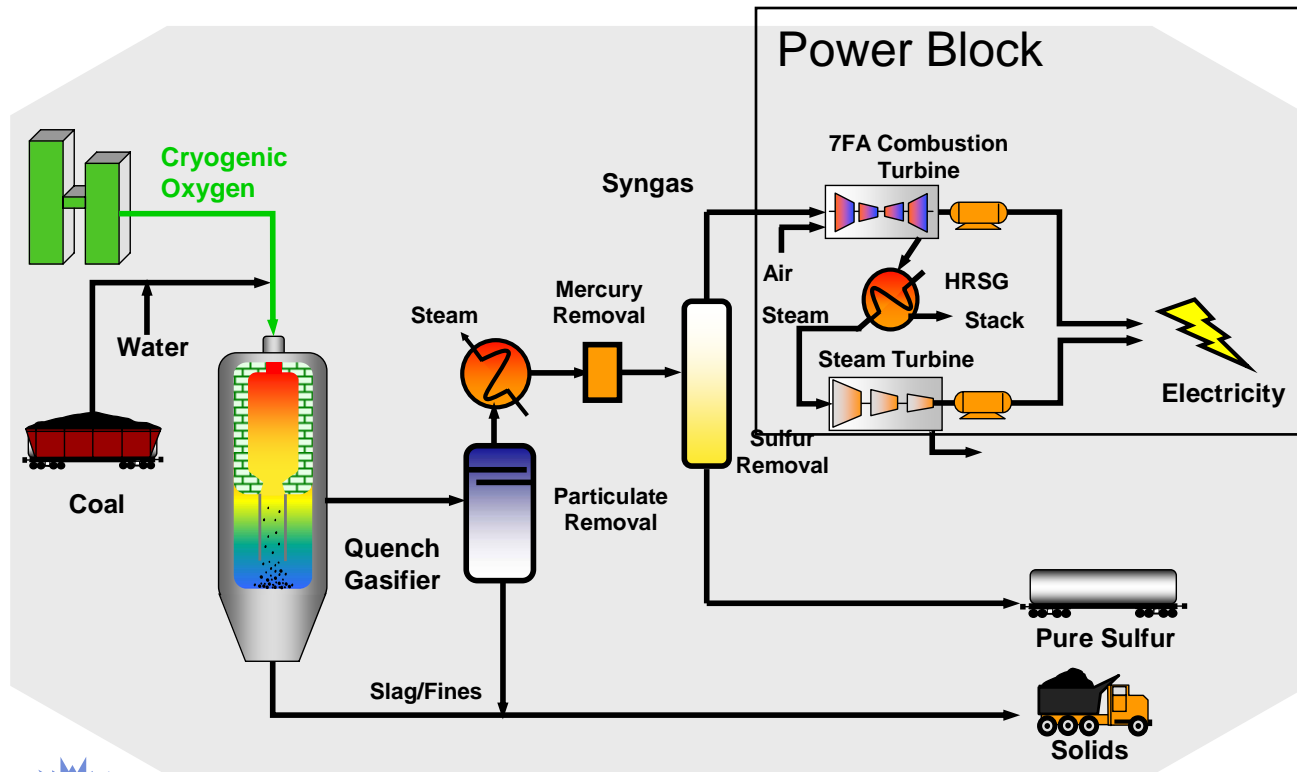 Power Block
Cryogenic
Oxygen
7FA Combustion
Turbine
Syngas
Air
HRSG
Mercury
Removal
Steam
Steam
Stack
Water
Steam Turbine
Electricity
Sulfur
Removal
Coal
Particulate
Removal
Quench
Gasifier
Pure Sulfur
Slag/Fines
Solids